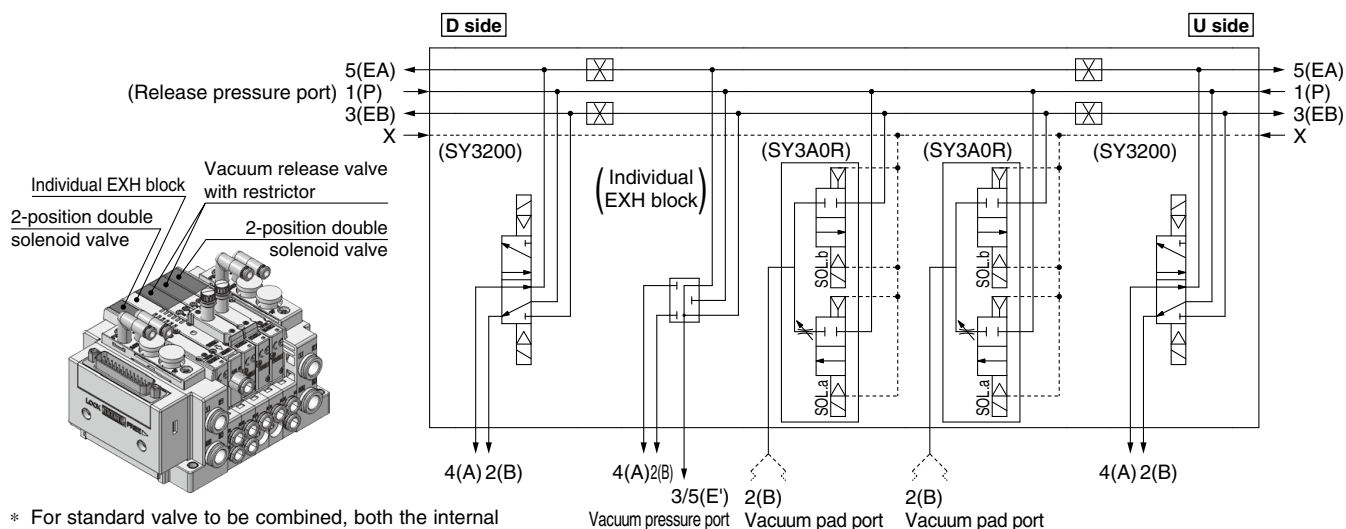 D side
U side
5(EA)
(Release pressure port) 1(P)
3(EB)
X
5(EA)
1(P)
3(EB)
X
(SY3200)
(Individual
EXH block)
(SY3A0R)
(SY3A0R)
(SY3200)
Individual EXH block
2-position double
solenoid valve
Vacuum release valve
with restrictor
2-position double
solenoid valve
SOL.b
SOL.a
SOL.b
SOL.a
4(A) 2(B)
4(A) 2(B)
3/5(E')
Vacuum pressure port
2(B)
Vacuum pad port
2(B)
Vacuum pad port
4(A) 2(B)
* For standard valve to be combined, both the internal